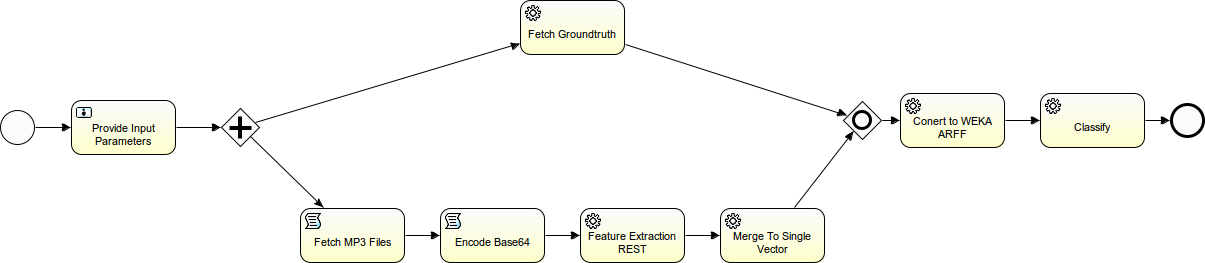 Fetch Groundtruth
Provide Input
Parameters
Conert to WEKA
ARFF
Classify
Fetch MP3 Files
Encode Base64
Feature Extraction
REST
Merge To Single
Vector